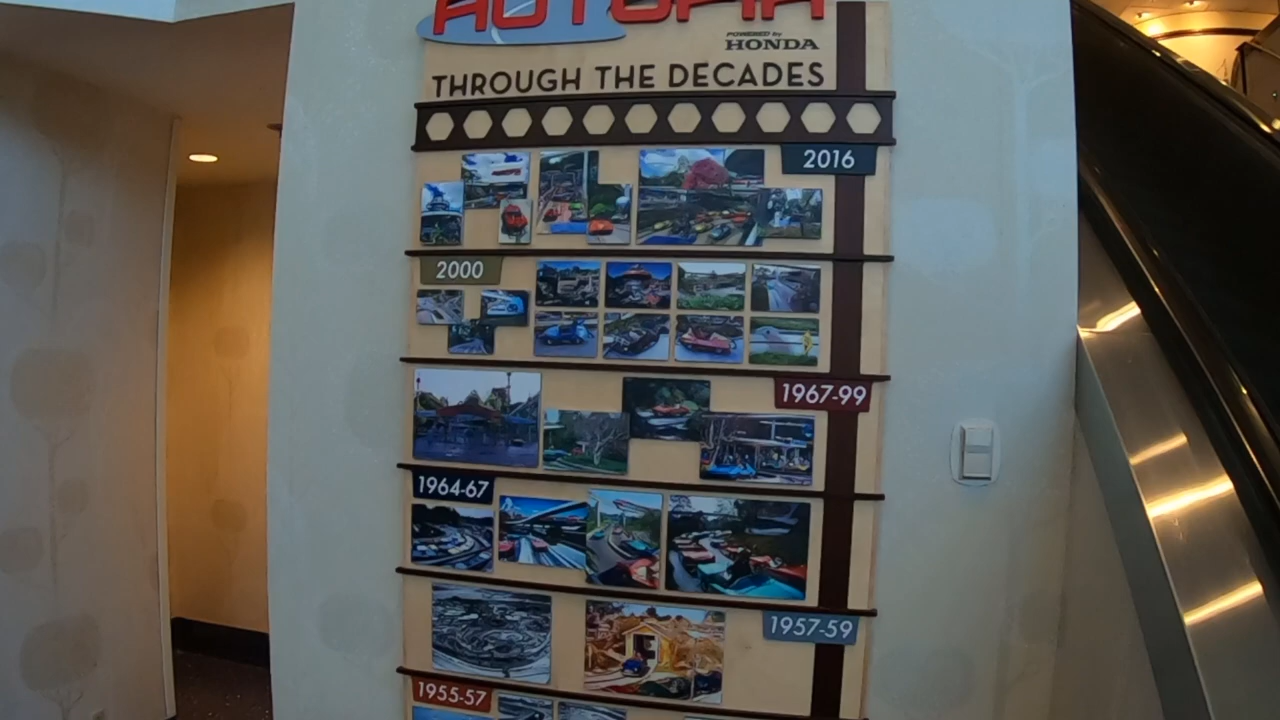 AUTOPIA
POWERED by
HONDA
THROUGH THE DECADES
2016
2000
1967-99
1964-67
1957-59
1955-57